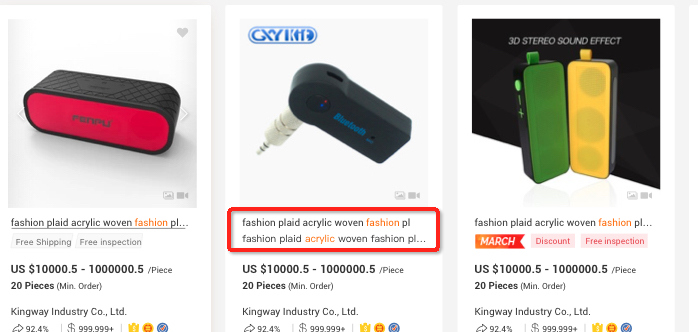 FENPU
fashion plaid acrylic woven fashion pl...
Free Shipping Free inspection
US $10000.5 - 1000000.5 /Piece
20 Pieces (Min. Order)
Kingway Industry Co., Ltd.
92.4% $ 999,999+
CXYKID
Bluetooth
fashion plaid acrylic woven fashion pl
fashion plaid acrylic woven fashion pl...
US $10000.5 - 1000000.5 /Piece
20 Pieces (Min. Order)
Kingway Industry Co., Ltd.
92.4% $ 999,999+
3D STEREO SOUND EFFECT
fashion plaid acrylic woven fashion pl...
MARCH Discount Free inspection
US $10000.5 - 1000000.5 /Piece
20 Pieces (Min. Order)
Kingway Industry Co., Ltd.
92.4% $ 999,999+